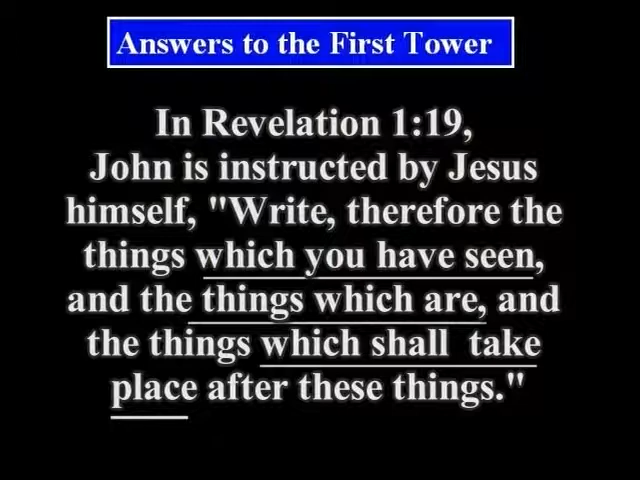 Answers to the First Tower
In Revelation 1:19,
John is instructed by Jesus
himself, "Write, therefore the
things which you have seen,
and the things which are, and
the things which shall take
place after these things."